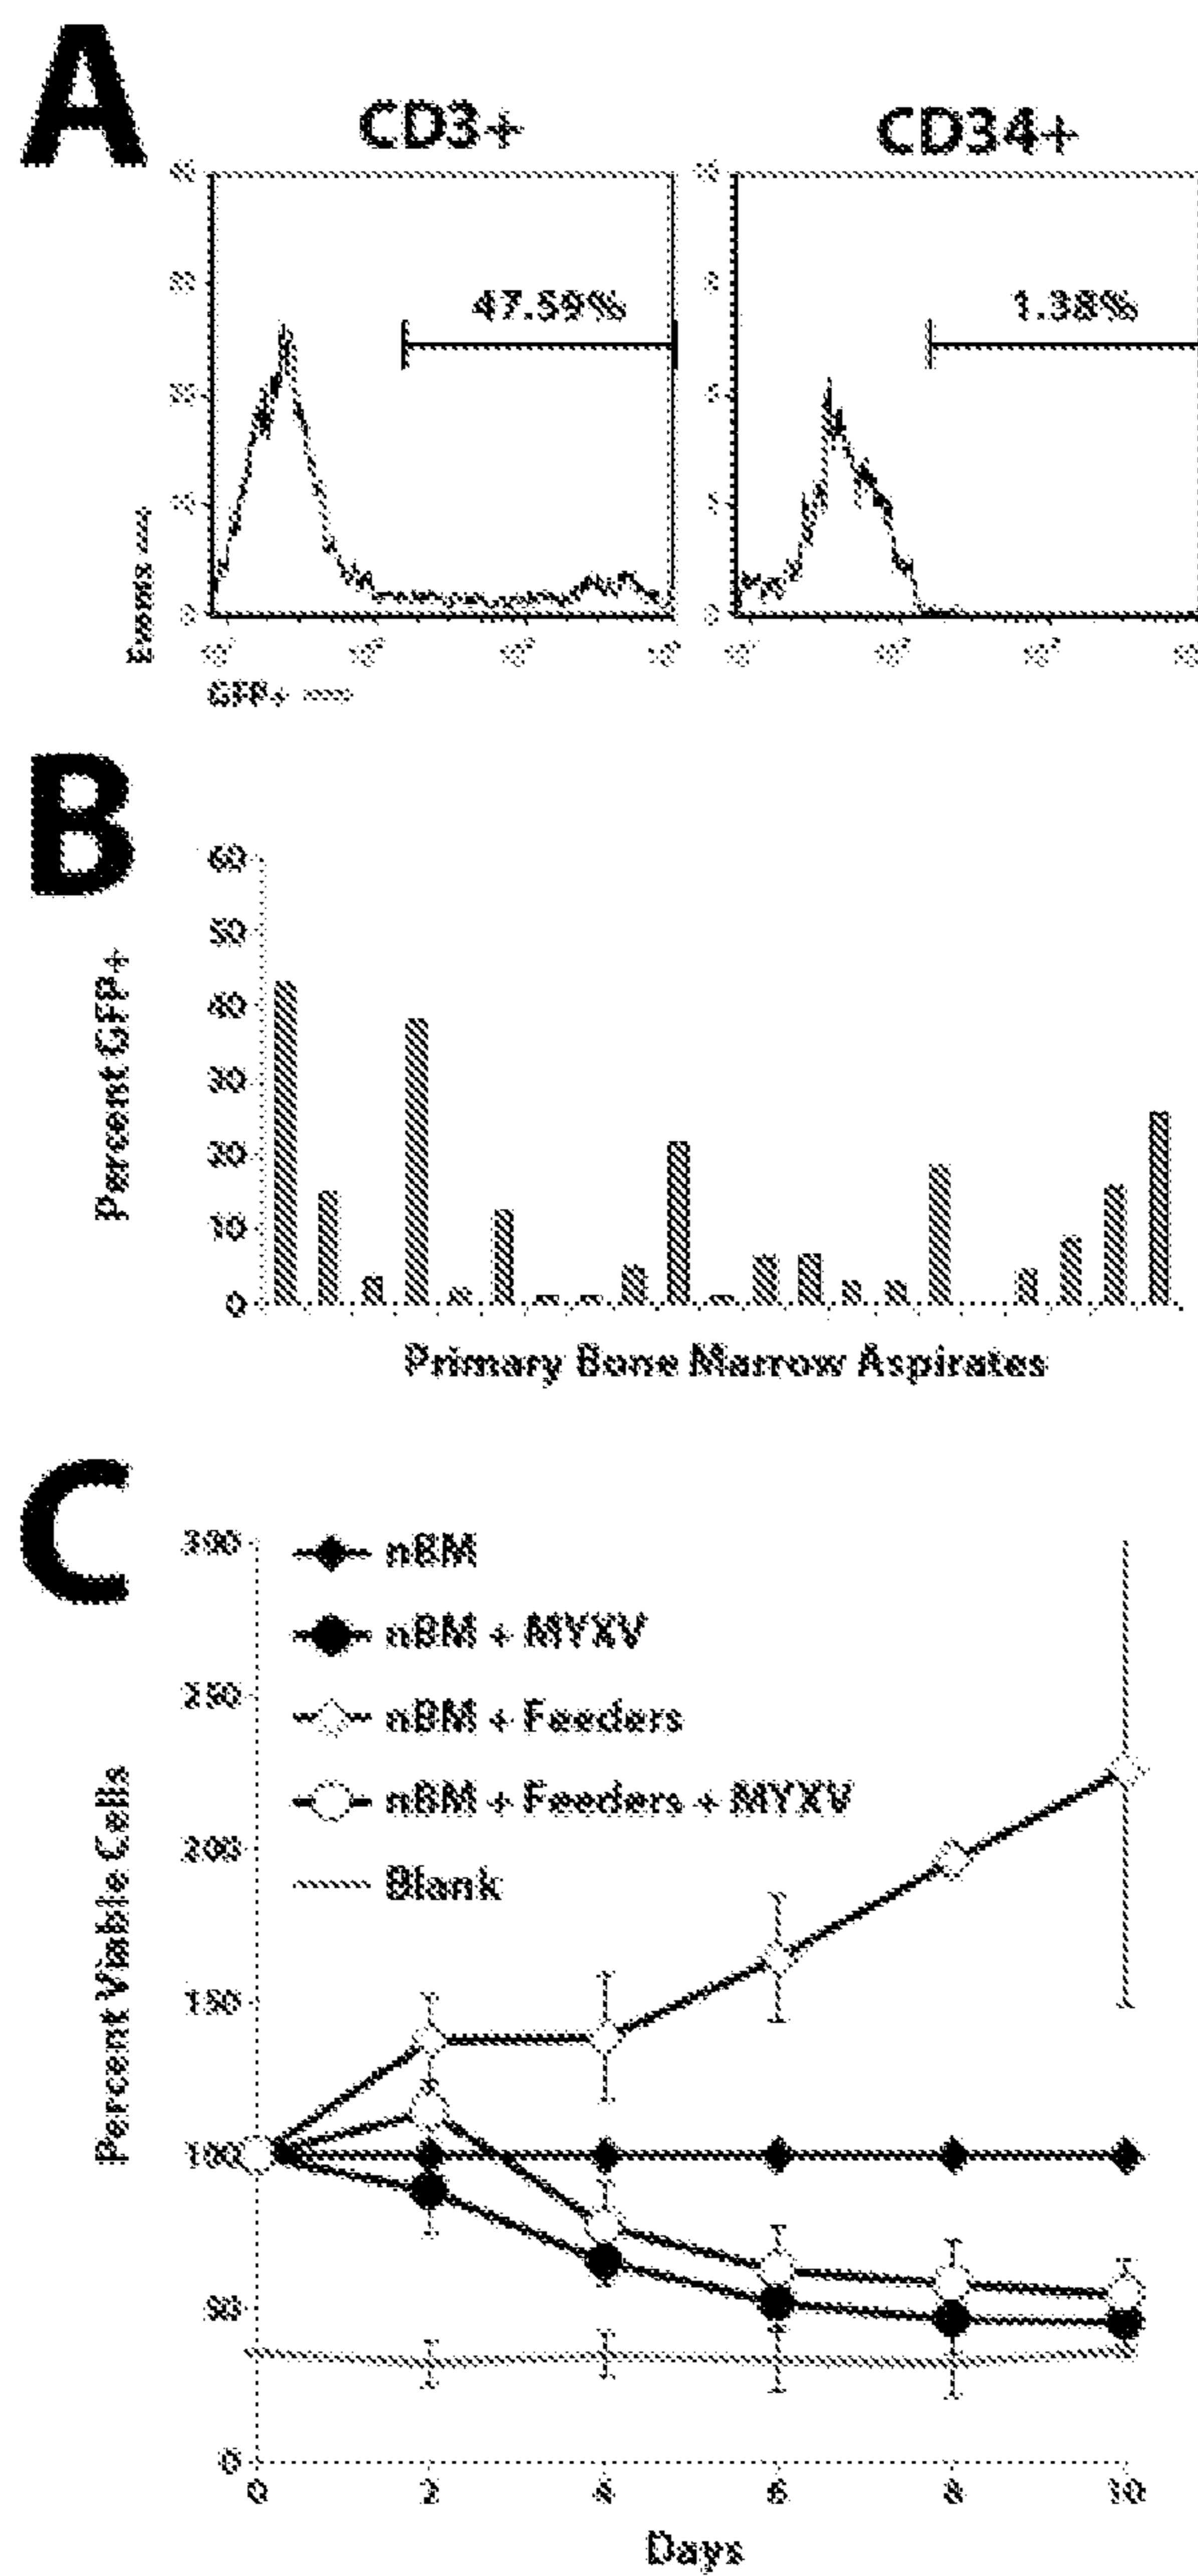 A
CD3+ CD34+
47.59% 1.38%
Events
GFP+
B
60
50
40
30
20
10
0
Percent GFP+
Primary Bone Marrow Aspirates
C
300
250
200
150
100
50
0
nBM
nBM + MYXV
nBM + Feeders
nBM + Feeders + MYXV
Blank
Percent Viable Cells
0 2 4 6 8 10
Days